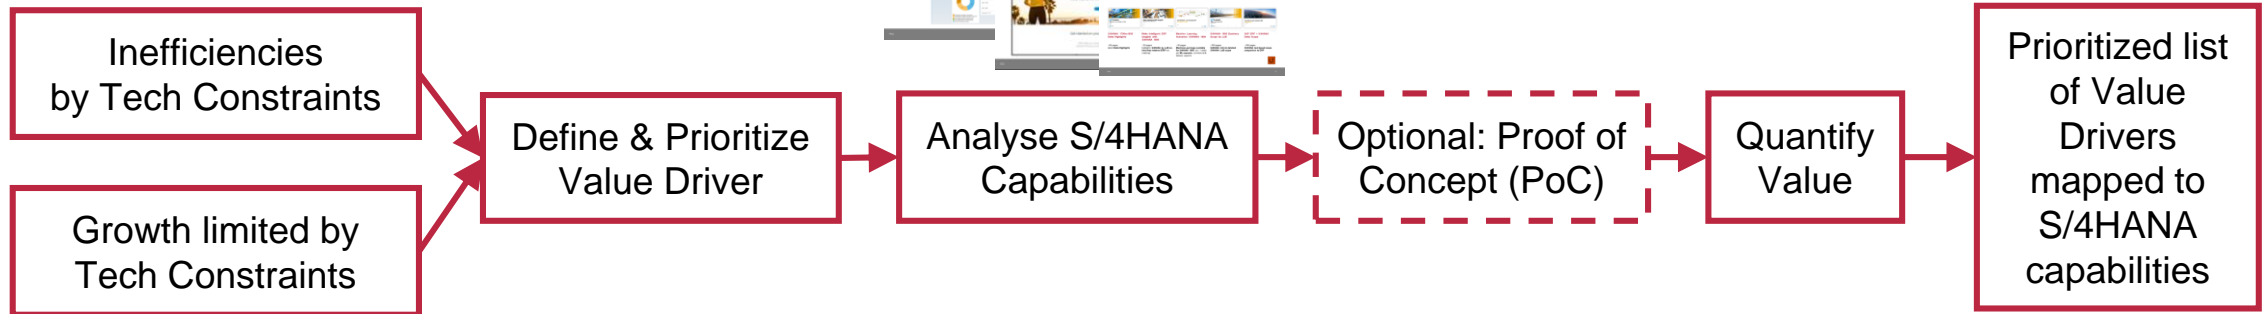 Inefficiencies
by Tech Constraints
Growth limited by
Tech Constraints
Define & Prioritize
Value Driver
Analyse S/4HANA
Capabilities
Optional: Proof of
Concept (PoC)
Quantify
Value
Prioritized list
of Value
Drivers
mapped to
S/4HANA
capabilities